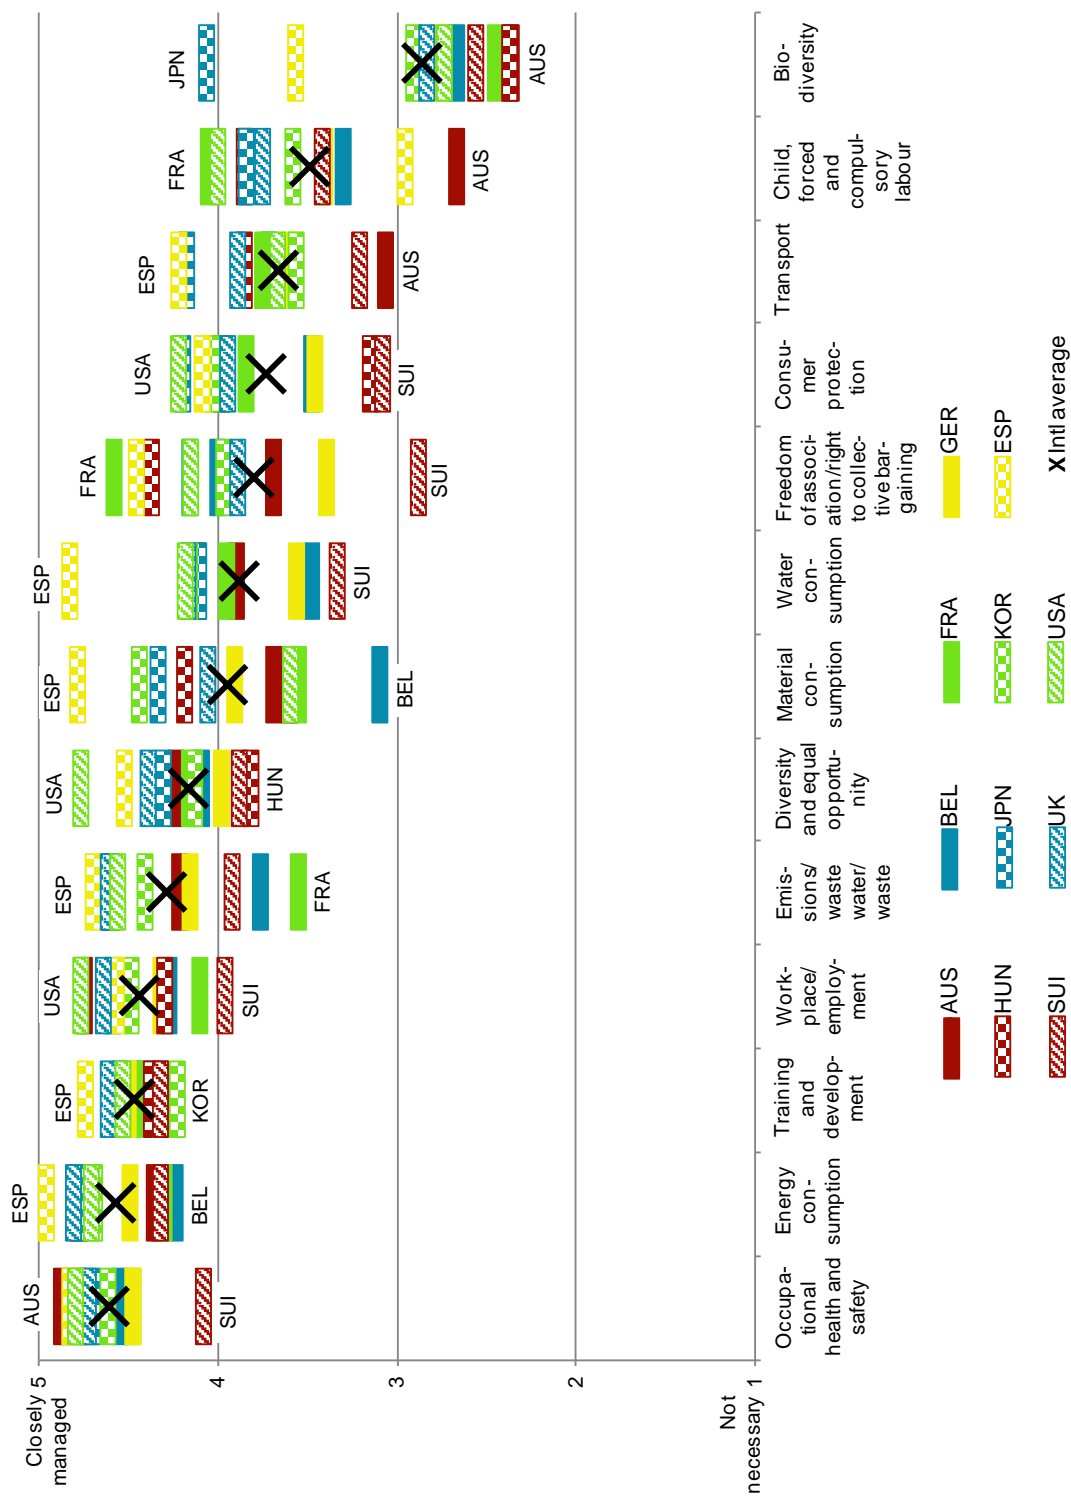 Closely 5
managed
4
3
2
Not
necessary 1
AUS
SUI
ESP
BEL
ESP
KOR
USA
SUI
ESP
FRA
USA
HUN
ESP
BEL
ESP
SUI
FRA
SUI
USA
SUI
ESP
AUS
FRA
AUS
JPN
AUS
Occupa-
tional
health and
safety
Energy
con-
sumption
Training
and
develop-
ment
Work-
place/
employ-
ment
Emis-
sions/
waste
water/
waste
Diversity
and equal
opportu-
nity
Material
con-
sumption
Water
con-
sumption
Freedom
of associ-
ation/right
to collec-
tive bar-
gaining
Consu-
mer
protec-
tion
Transport
Child,
forced
and
compul-
sory
labour
Bio-
diversity
AUS BEL FRA GER
HUN JPN KOR ESP
SUI UK USA X Intl average